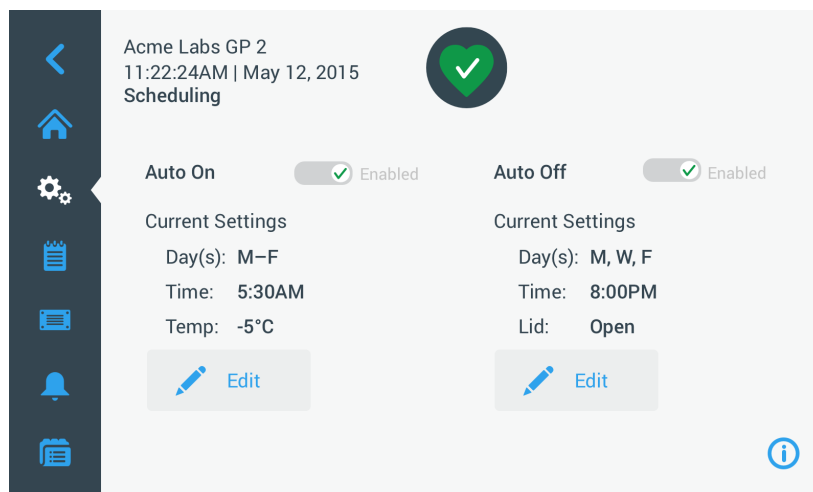 Acme Labs GP 2
11:22:24AM | May 12, 2015
Scheduling
Auto On
Enabled
Auto Off
Enabled
Current Settings
Day(s): M–F
Time: 5:30AM
Temp: -5°C
Edit
Current Settings
Day(s): M, W, F
Time: 8:00PM
Lid: Open
Edit